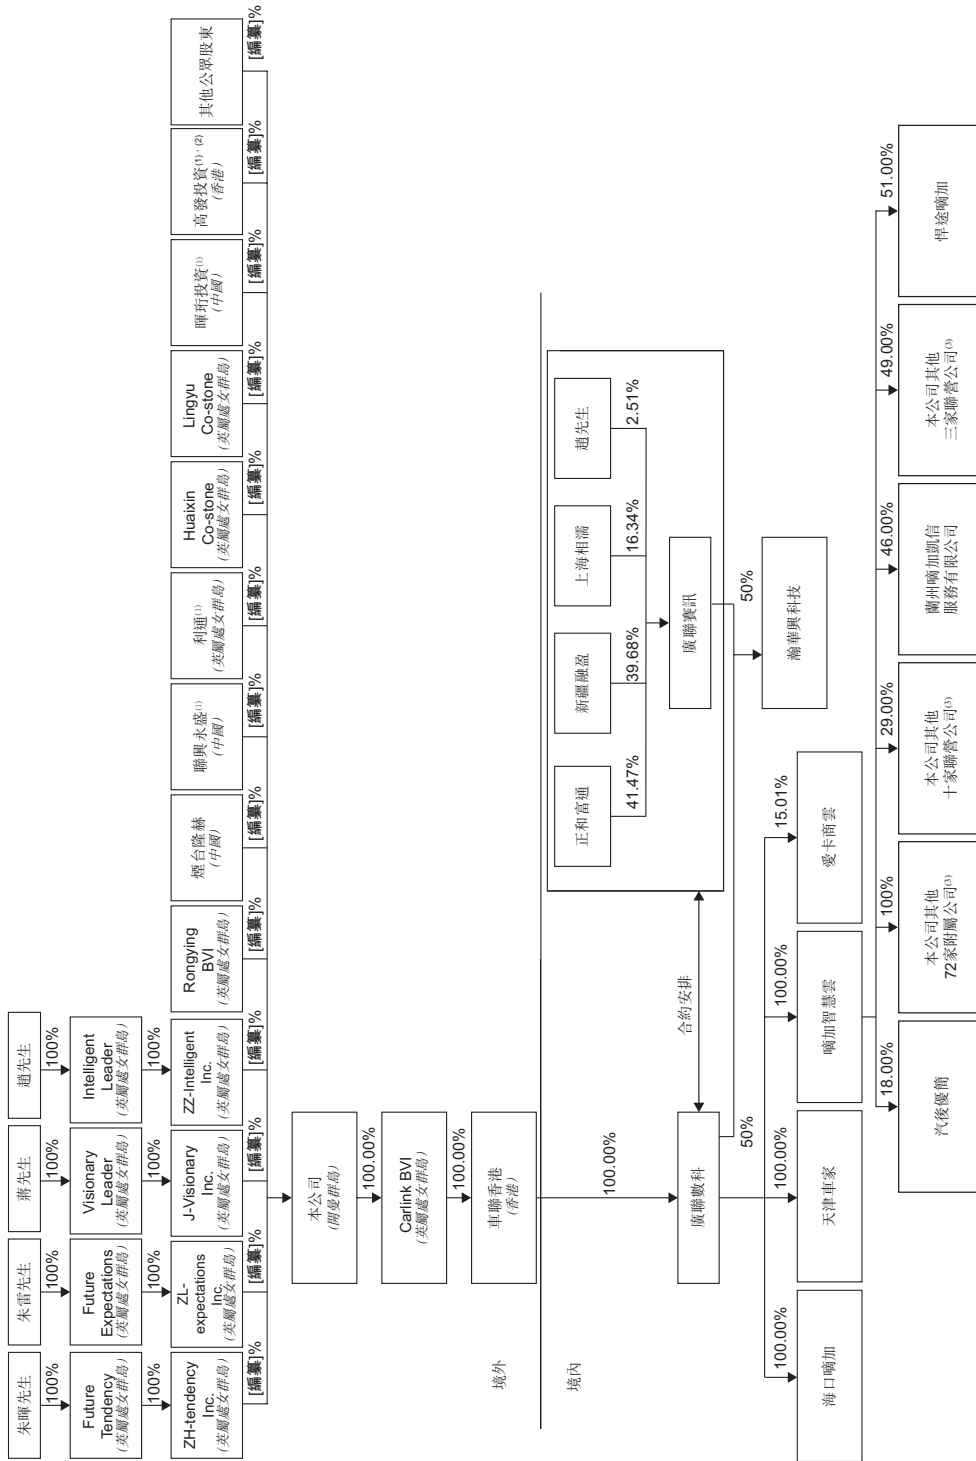 朱暉先生
朱雷先生
蔣先生
趙先生
100%
100%
100%
100%
Future
Tendency
(英屬處女群島)
Future
Expectations
(英屬處女群島)
Visionary
Leader
(英屬處女群島)
Intelligent
Leader
(英屬處女群島)
100%
100%
100%
100%
ZH-tendency
Inc.
(英屬處女群島)
ZL-
expectations
Inc.
(英屬處女群島)
J-Visionary
Inc.
(英屬處女群島)
ZZ-Intelligent
Inc.
(英屬處女群島)
Rongying
BVI
(英屬處女群島)
煙台隆赫
(中國)
聯興永盛(1)
(中國)
利通(1)
(英屬處女群島)
Huaixin
Co-stone
(英屬處女群島)
Lingyu
Co-stone
(英屬處女群島)
暉珩投資(1)
(中國)
高發投資(1)、(2)
(香港)
其他公眾股東
[編纂]%
[編纂]%
[編纂]%
[編纂]%
[編纂]%
[編纂]%
[編纂]%
[編纂]%
[編纂]%
[編纂]%
[編纂]%
[編纂]%
[編纂]%
本公司
(開曼群島)
100.00%
Carlink BVI
(英屬處女群島)
100.00%
車聯香港
(香港)
境外
境內
100.00%
正和富通
新疆融盈
上海相濡
趙先生
41.47%
39.68%
16.34%
2.51%
廣聯賽訊
合約安排
廣聯數科
50%
50%
瀚華興科技
100.00%
100.00%
100.00%
15.01%
海口嘀加
天津車家
嘀加智慧雲
愛卡商雲
18.00%
100%
29.00%
46.00%
49.00%
51.00%
汽後優簡
本公司其他
72家附屬公司(3)
本公司其他
十家聯營公司(3)
蘭州嘀加凱信
服務有限公司
本公司其他
三家聯營公司(3)
悍途嘀加